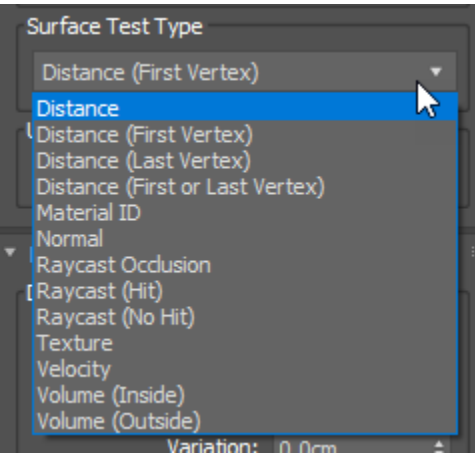 Surface Test Type
Distance (First Vertex)
Distance
Distance (First Vertex)
Distance (Last Vertex)
Distance (First or Last Vertex)
Material ID
Normal
Raycast Occlusion
Raycast (Hit)
Raycast (No Hit)
Texture
Velocity
Volume (Inside)
Volume (Outside)
Variation: 0.0cm